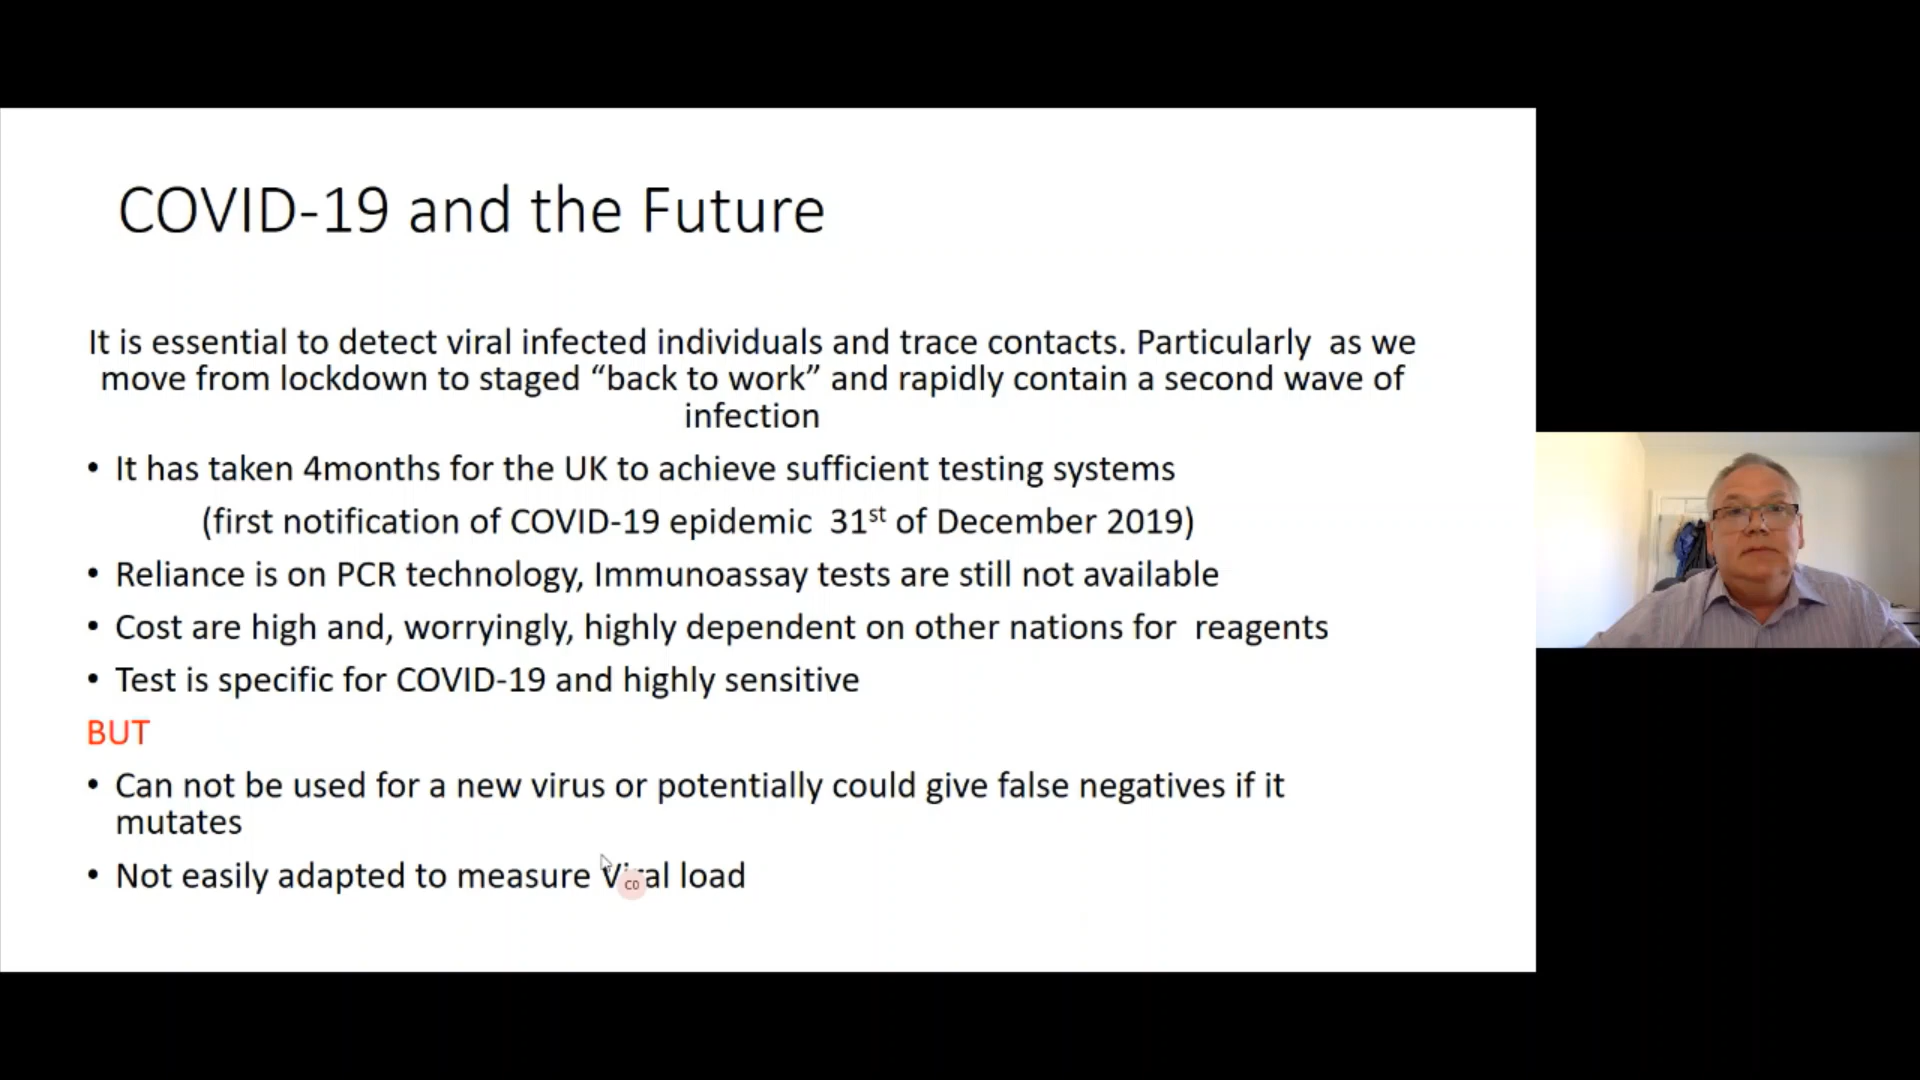 COVID-19 and the Future
It is essential to detect viral infected individuals and trace contacts. Particularly as we
move from lockdown to staged “back to work” and rapidly contain a second wave of
infection
• It has taken 4months for the UK to achieve sufficient testing systems
(first notification of COVID-19 epidemic 31st of December 2019)
• Reliance is on PCR technology, Immunoassay tests are still not available
• Cost are high and, worryingly, highly dependent on other nations for reagents
• Test is specific for COVID-19 and highly sensitive
BUT
• Can not be used for a new virus or potentially could give false negatives if it
mutates
• Not easily adapted to measure Viral load
CO